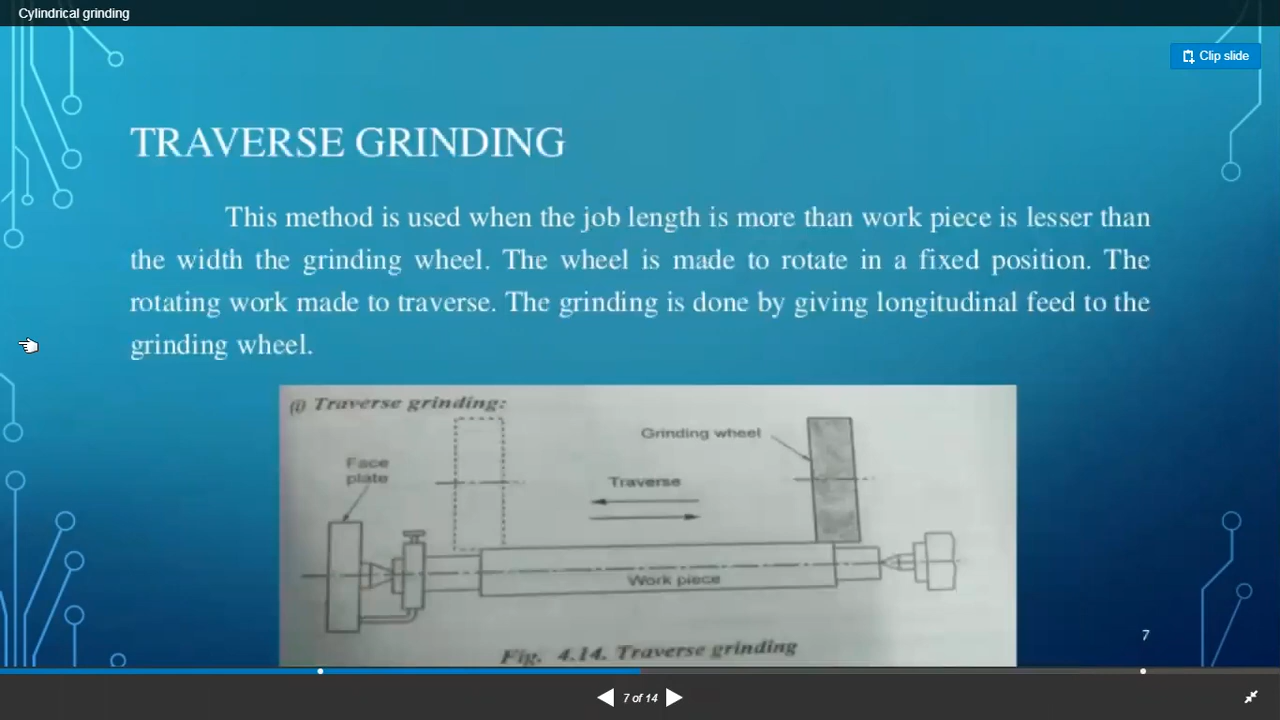 Cylindrical grinding
Clip slide
TRAVERSE GRINDING
This method is used when the job length is more than work piece is lesser than
the width the grinding wheel. The wheel is made to rotate in a fixed position. The
rotating work made to traverse. The grinding is done by giving longitudinal feed to the
grinding wheel.
(i) Traverse grinding:
Grinding wheel
Face
plate
Traverse
Work piece
Fig. 4.14. Traverse grinding
7
7 of 14